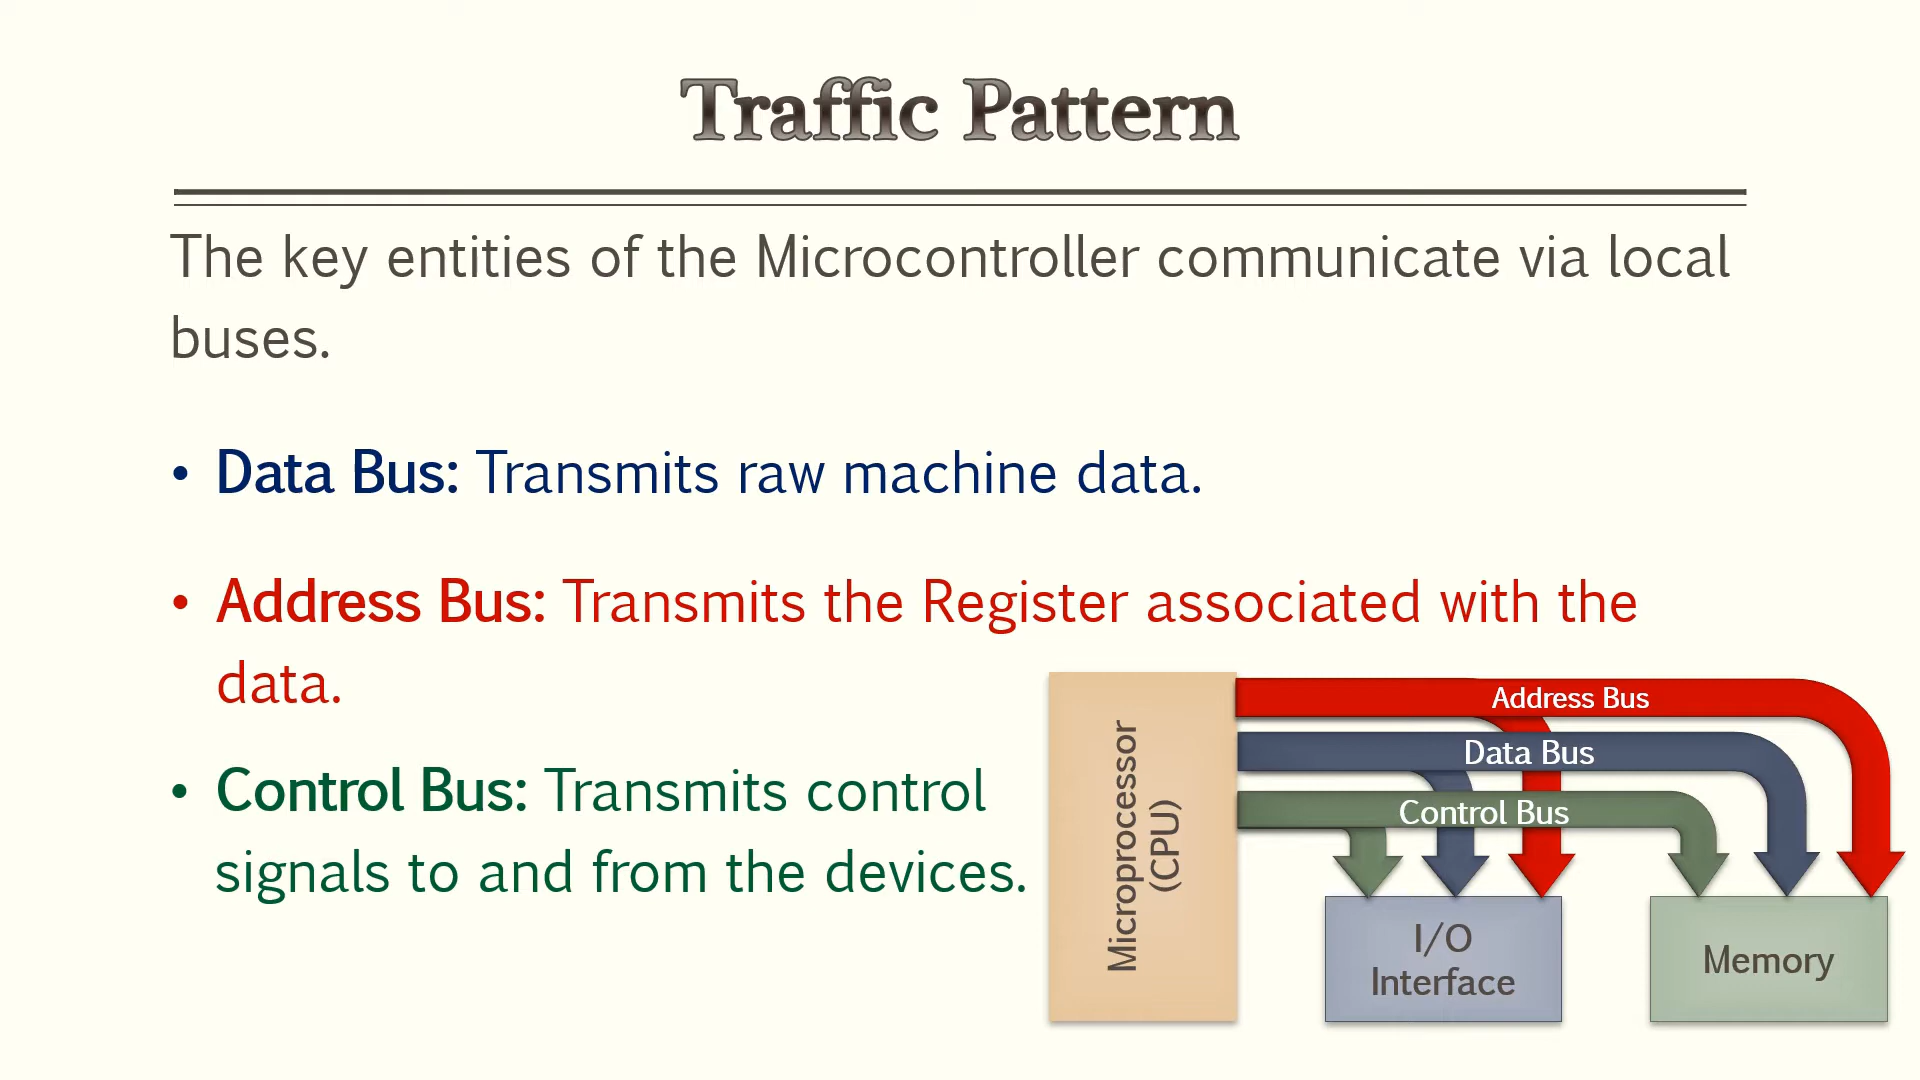 Traffic Pattern
The key entities of the Microcontroller communicate via local
buses.
• Data Bus: Transmits raw machine data.
• Address Bus: Transmits the Register associated with the
data.
• Control Bus: Transmits control
signals to and from the devices.
Microprocessor
(CPU)
Address Bus
Data Bus
Control Bus
I/O
Interface
Memory